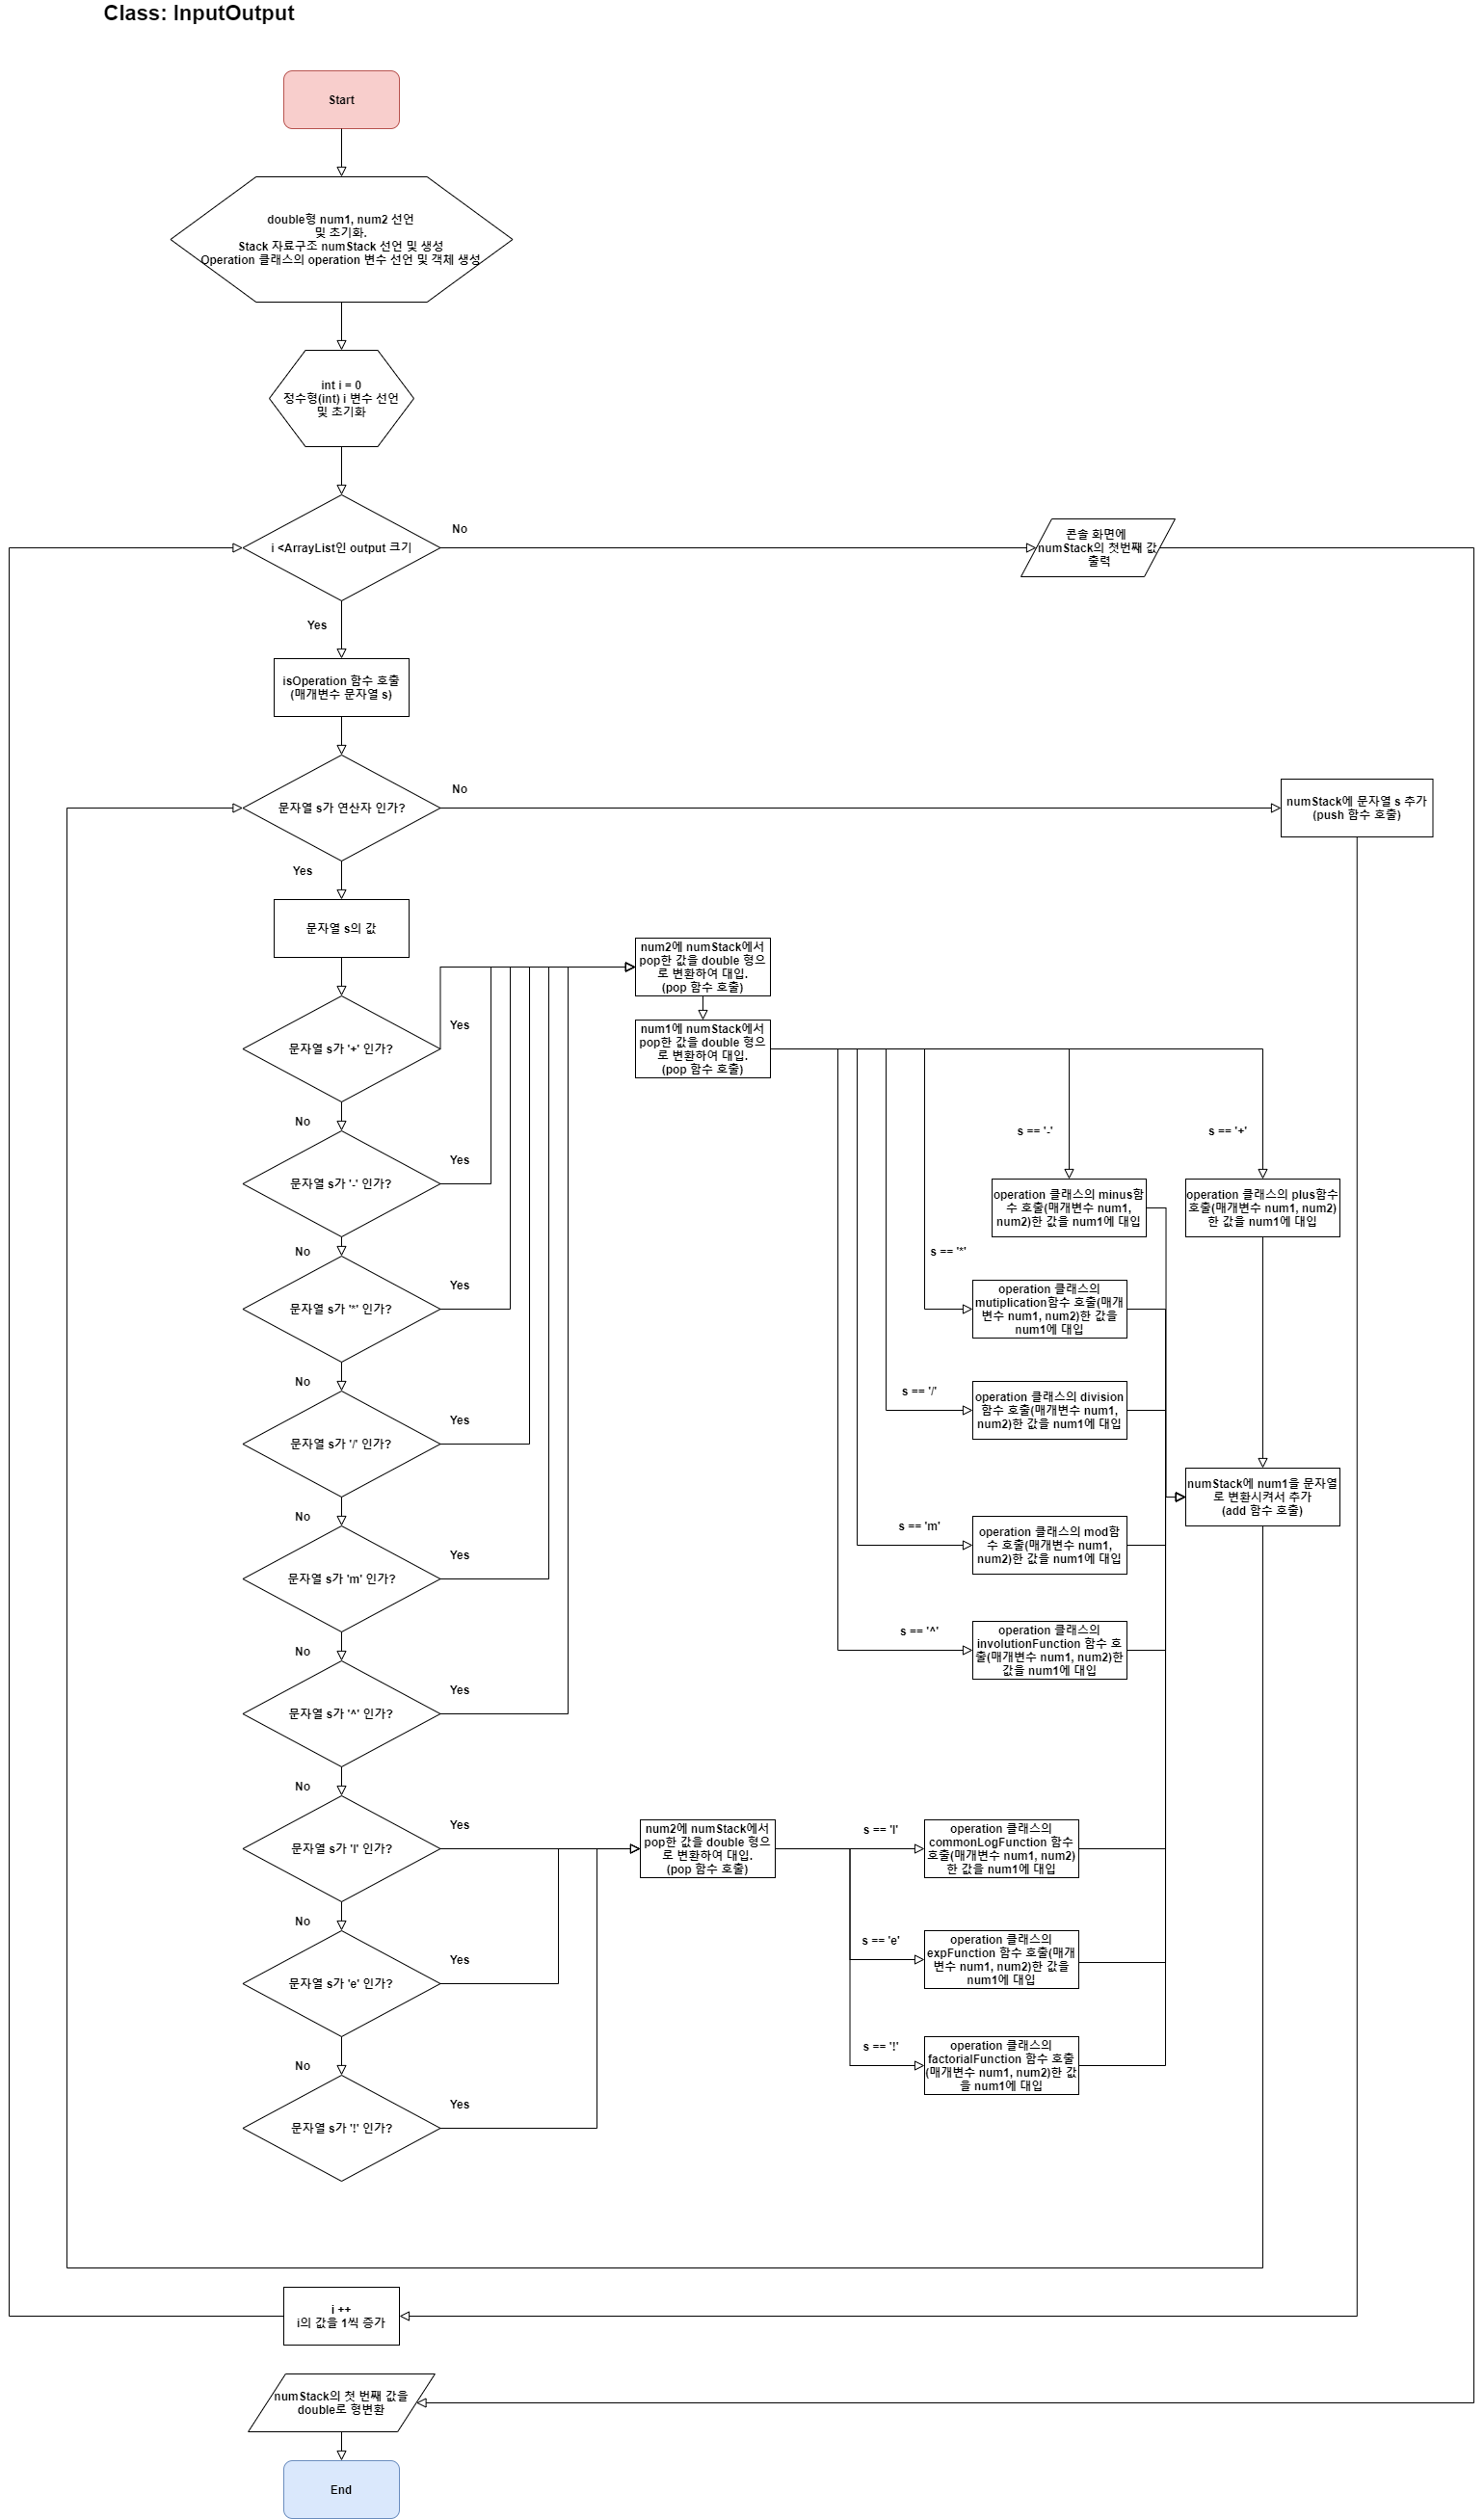 Class: InputOutput
Start
double형 num1, num2 선언
및 초기화.
Stack 자료구조 numStack 선언 및 생성
Operation 클래스의 operation 변수 선언 및 객체 생성
int i = 0
정수형(int) i 변수 선언
및 초기화
i <ArrayList인 output 크기
No
콘솔 화면에
numStack의 첫번째 값
출력
Yes
isOperation 함수 호출
(매개변수 문자열 s)
문자열 s가 연산자 인가?
No
numStack에 문자열 s 추가
(push 함수 호출)
Yes
문자열 s의 값
num2에 numStack에서
pop한 값을 double 형으
로 변환하여 대입.
(pop 함수 호출)
문자열 s가 '+' 인가?
Yes
num1에 numStack에서
pop한 값을 double 형으
로 변환하여 대입.
(pop 함수 호출)
No
s == '-'
s == '+'
문자열 s가 '-' 인가?
Yes
operation 클래스의 minus함
수 호출(매개변수 num1,
num2)한 값을 num1에 대입
operation 클래스의 plus함수
호출(매개변수 num1, num2)
한 값을 num1에 대입
No
s == '*'
문자열 s가 '*' 인가?
Yes
operation 클래스의
mutiplication함수 호출(매개
변수 num1, num2)한 값을
num1에 대입
No
s == '/'
operation 클래스의 division
함수 호출(매개변수 num1,
num2)한 값을 num1에 대입
문자열 s가 '/' 인가?
Yes
numStack에 num1을 문자열
로 변환시켜서 추가
(add 함수 호출)
No
s == 'm'
operation 클래스의 mod함
수 호출(매개변수 num1,
num2)한 값을 num1에 대입
문자열 s가 'm' 인가?
Yes
No
s == '^'
operation 클래스의
involutionFunction 함수 호
출(매개변수 num1, num2)한
값을 num1에 대입
문자열 s가 '^' 인가?
Yes
No
문자열 s가 'l' 인가?
Yes
num2에 numStack에서
pop한 값을 double 형으
로 변환하여 대입.
(pop 함수 호출)
s == 'l'
operation 클래스의
commonLogFunction 함수
호출(매개변수 num1, num2)
한 값을 num1에 대입
No
문자열 s가 'e' 인가?
Yes
s == 'e'
operation 클래스의
expFunction 함수 호출(매개
변수 num1, num2)한 값을
num1에 대입
No
s == '!'
operation 클래스의
factorialFunction 함수 호출
(매개변수 num1, num2)한 값
을 num1에 대입
문자열 s가 '!' 인가?
Yes
i ++
i의 값을 1씩 증가
numStack의 첫 번째 값을
double로 형변환
End